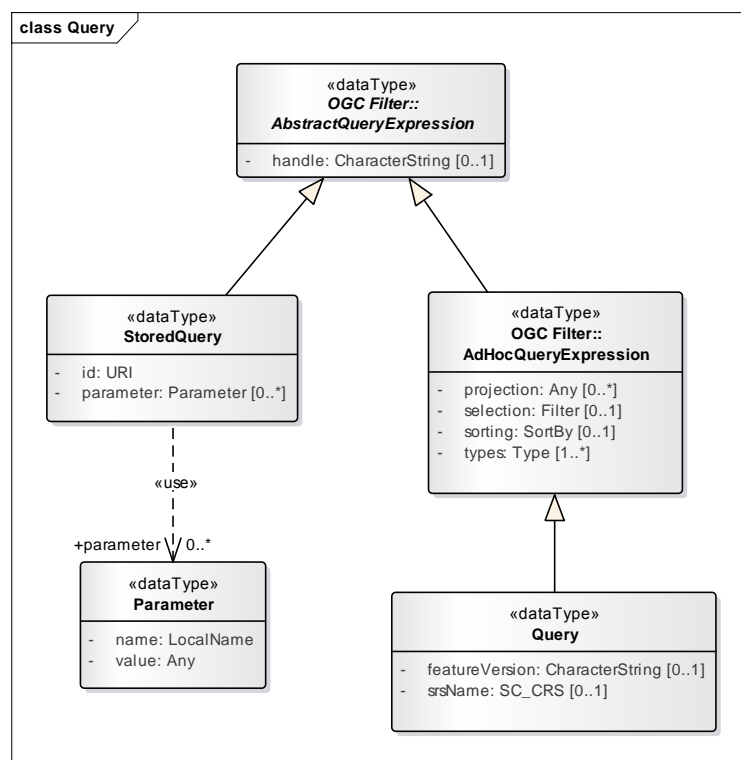 class Query
«dataType»
OGC Filter::
AbstractQueryExpression
- handle: CharacterString [0..1]
«dataType»
StoredQuery
- id: URI
- parameter: Parameter [0..*]
«dataType»
OGC Filter::
AdHocQueryExpression
- projection: Any [0..*]
- selection: Filter [0..1]
- sorting: SortBy [0..1]
- types: Type [1..*]
«use»
+parameter 0..*
«dataType»
Parameter
- name: LocalName
- value: Any
«dataType»
Query
- featureVersion: CharacterString [0..1]
- srsName: SC_CRS [0..1]